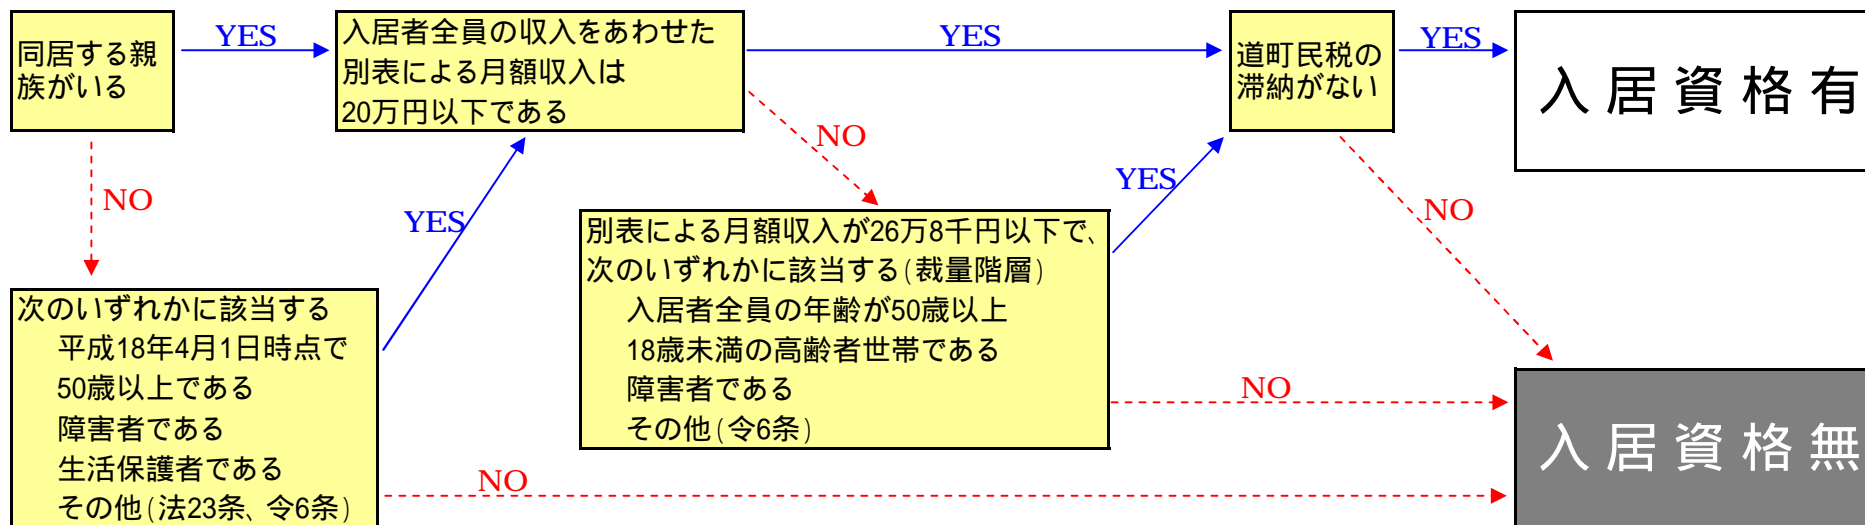 同居する親
族がいる
YES
入居者全員の収入をあわせた
別表による月額収入は
20万円以下である
YES
道町民税の
滞納がない
YES
入居資格有
NO
NO
YES
YES
NO
別表による月額収入が26万8千円以下で、
次のいずれかに該当する(裁量階層)
入居者全員の年齢が50歳以上
18歳未満の高齢者世帯である
障害者である
その他(令6条)
次のいずれかに該当する
平成18年4月1日時点で
50歳以上である
障害者である
生活保護者である
その他(法23条、令6条)
NO
NO
入居資格無